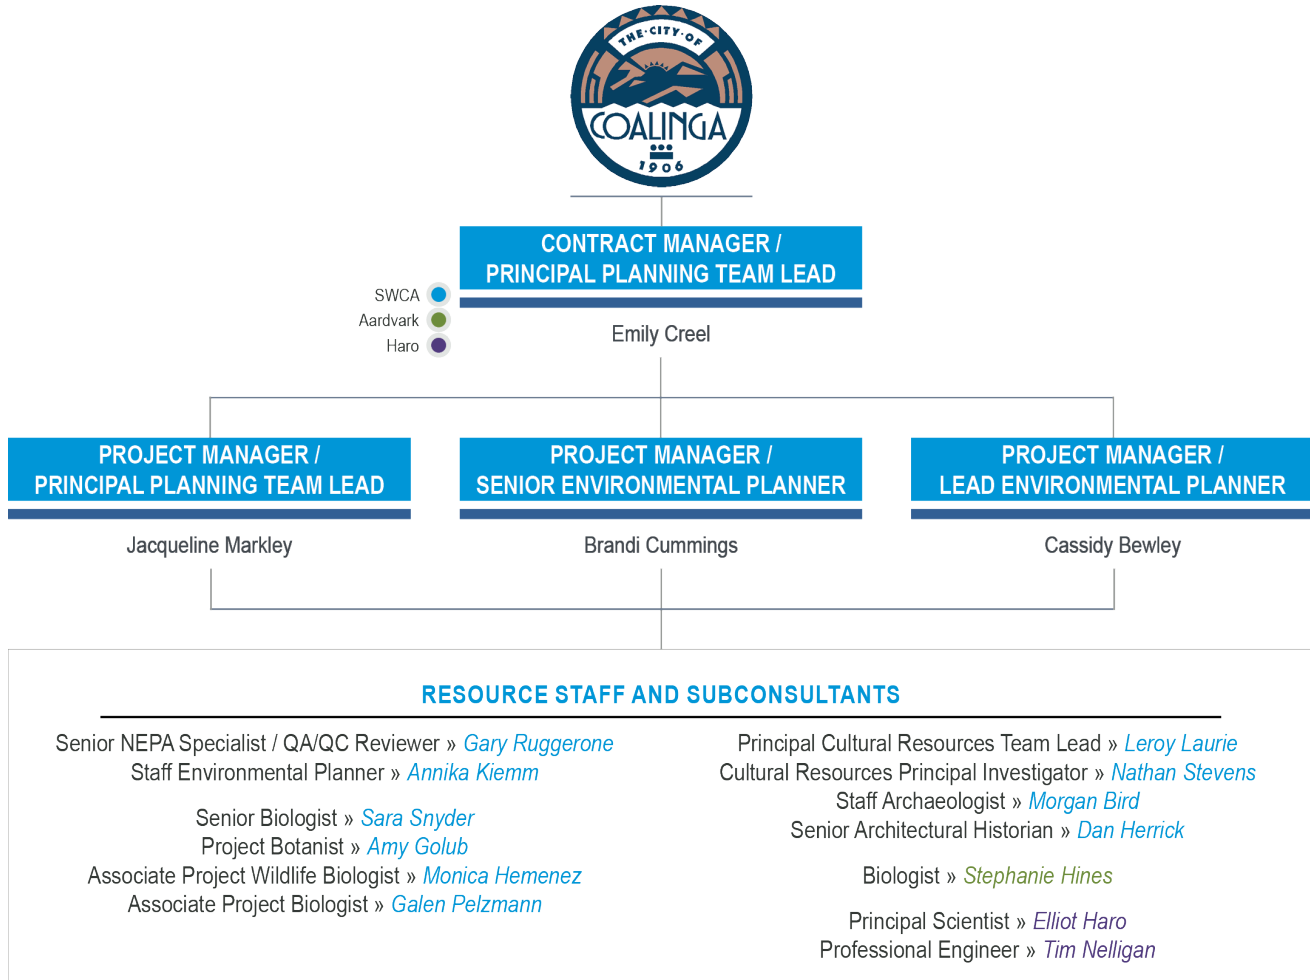 THE·CITY·OF
COALINGA
1906
CONTRACT MANAGER /
PRINCIPAL PLANNING TEAM LEAD
SWCA
Aardvark
Haro
Emily Creel
PROJECT MANAGER /
PRINCIPAL PLANNING TEAM LEAD
Jacqueline Markley
PROJECT MANAGER /
SENIOR ENVIRONMENTAL PLANNER
Brandi Cummings
PROJECT MANAGER /
LEAD ENVIRONMENTAL PLANNER
Cassidy Bewley
RESOURCE STAFF AND SUBCONSULTANTS
Senior NEPA Specialist / QA/QC Reviewer » Gary Ruggerone
Staff Environmental Planner » Annika Kiemm
Senior Biologist » Sara Snyder
Project Botanist » Amy Golub
Associate Project Wildlife Biologist » Monica Hemenez
Associate Project Biologist » Galen Pelzmann
Principal Cultural Resources Team Lead » Leroy Laurie
Cultural Resources Principal Investigator » Nathan Stevens
Staff Archaeologist » Morgan Bird
Senior Architectural Historian » Dan Herrick
Biologist » Stephanie Hines
Principal Scientist » Elliot Haro
Professional Engineer » Tim Nelligan